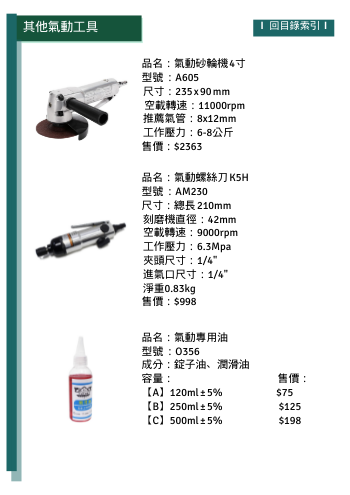 其他氣動工具
I 回目錄索引 I
品名：氣動砂輪機4寸
型號：A605
尺寸：235x90mm
空載轉速：11000rpm
推薦氣管：8x12mm
工作壓力：6-8公斤
售價：$2363
品名：氣動螺絲刀K5H
型號：AM230
尺寸：總長210mm
刻磨機直徑：42mm
空載轉速：9000rpm
工作壓力：6.3Mpa
夾頭尺寸：1/4"
進氣口尺寸：1/4"
淨重0.83kg
售價：$998
品名：氣動專用油
型號：O356
成分：錠子油、潤滑油
容量： 售價：
【A】120ml±5% $75
【B】250ml±5% $125
【C】500ml±5% $198